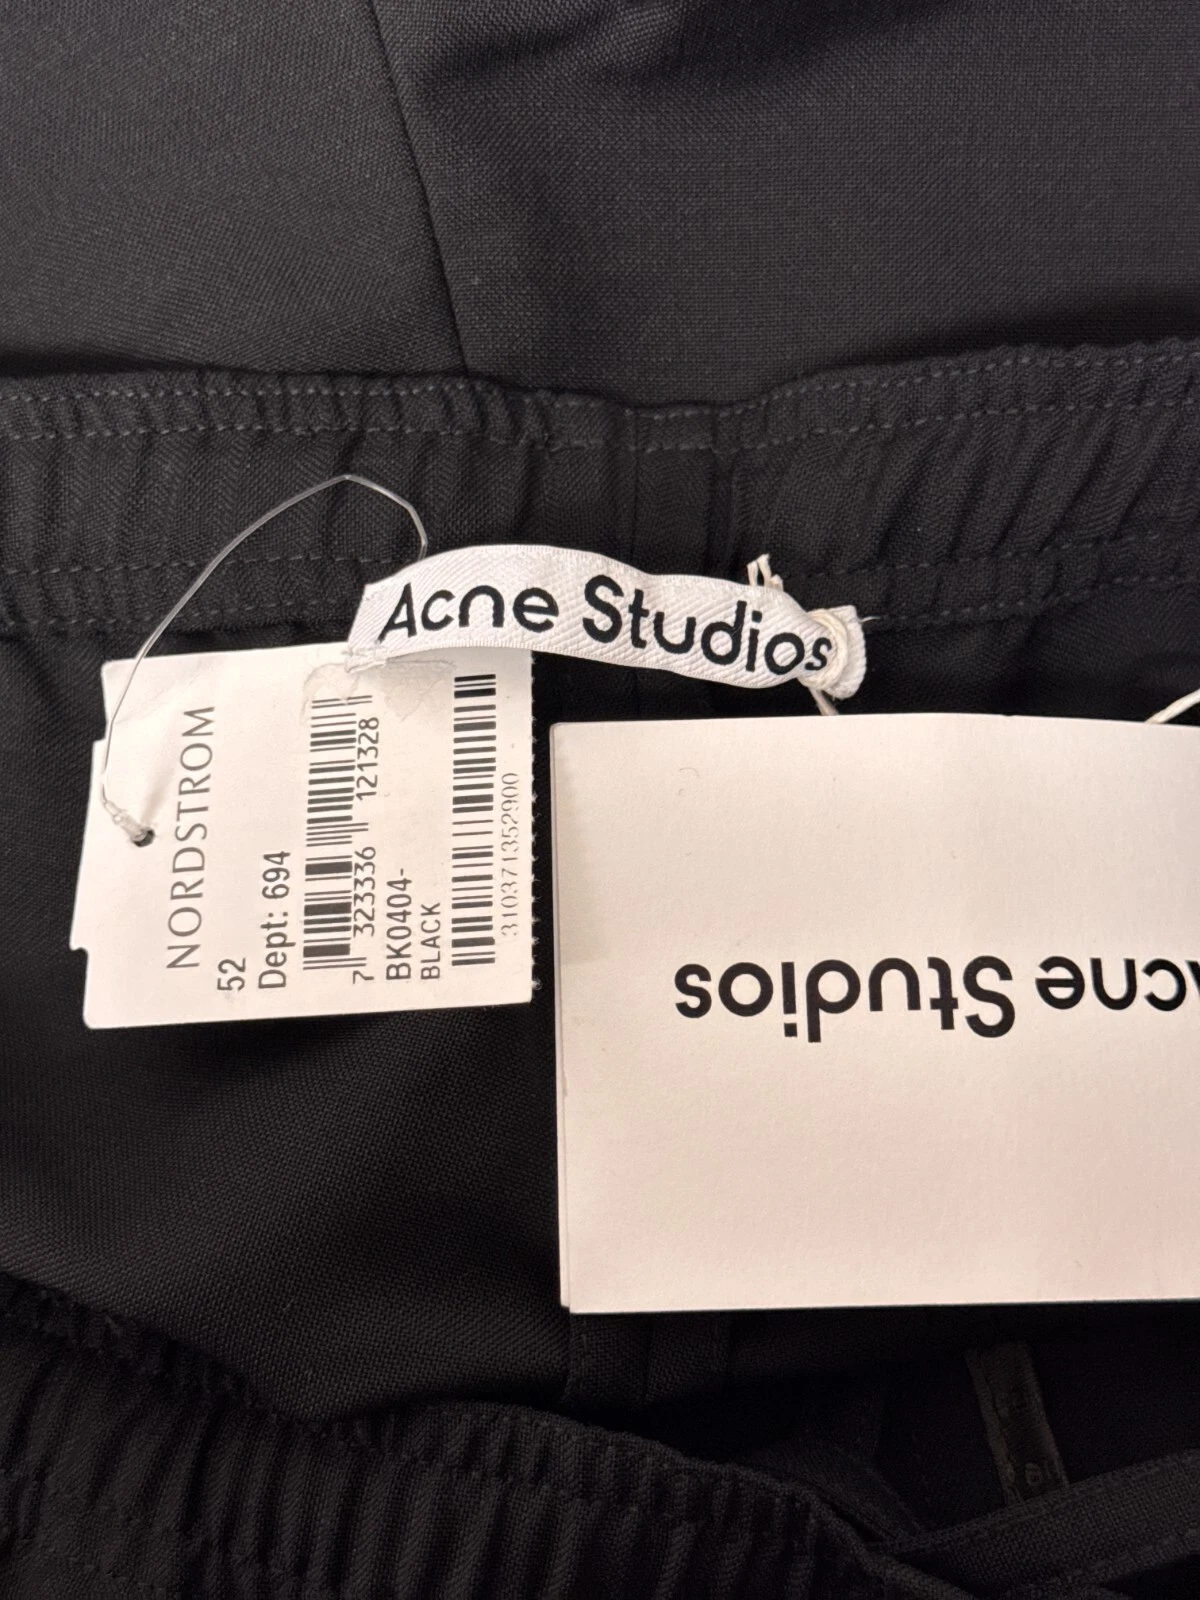 Acne Studios
NORDSTROM
52
Dept: 694
7 323336 121328
BK0404-
BLACK
310371352900
Acne Studios